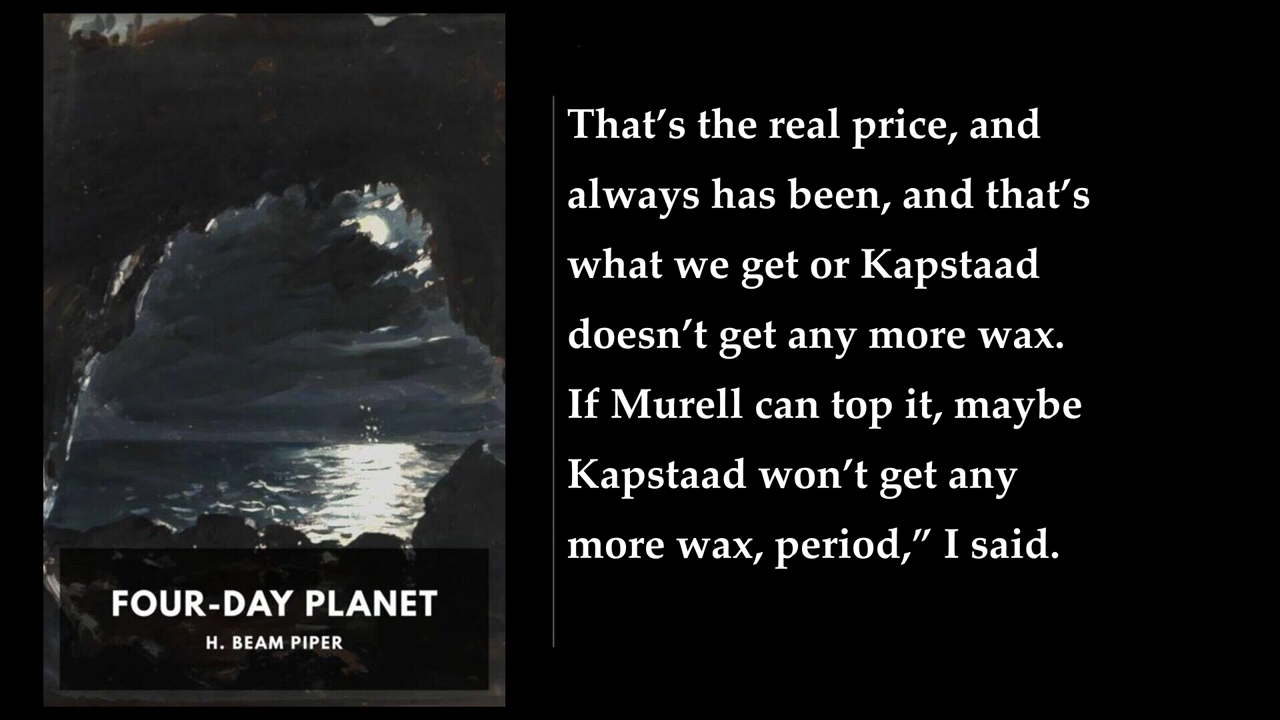 FOUR-DAY PLANET
H. BEAM PIPER
That’s the real price, and
always has been, and that’s
what we get or Kapstaad
doesn’t get any more wax.
If Murell can top it, maybe
Kapstaad won’t get any
more wax, period,” I said.